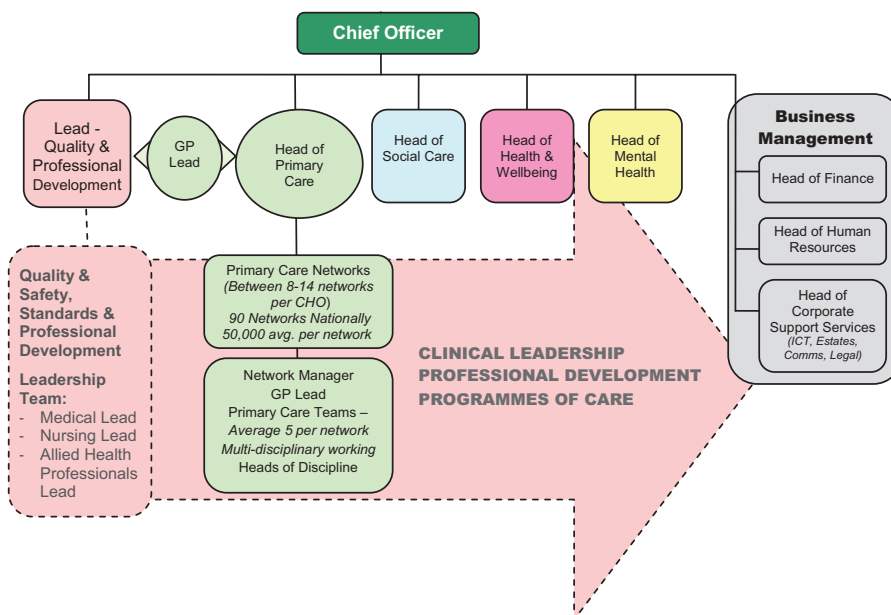 Chief Officer
Lead -
Quality &
Professional
Development
GP
Lead
Head of
Primary
Care
Head of
Social Care
Head of
Health &
Wellbeing
Head of
Mental
Health
Business
Management
Head of Finance
Head of Human
Resources
Head of
Corporate
Support Services
(ICT, Estates,
Comms, Legal)
Quality &
Safety,
Standards &
Professional
Development
Leadership
Team:
- Medical Lead
- Nursing Lead
- Allied Health
Professionals
Lead
Primary Care Networks
(Between 8-14 networks
per CHO)
90 Networks Nationally
50,000 avg. per network
Network Manager
GP Lead
Primary Care Teams –
Average 5 per network
Multi-disciplinary working
Heads of Discipline
CLINICAL LEADERSHIP
PROFESSIONAL DEVELOPMENT
PROGRAMMES OF CARE